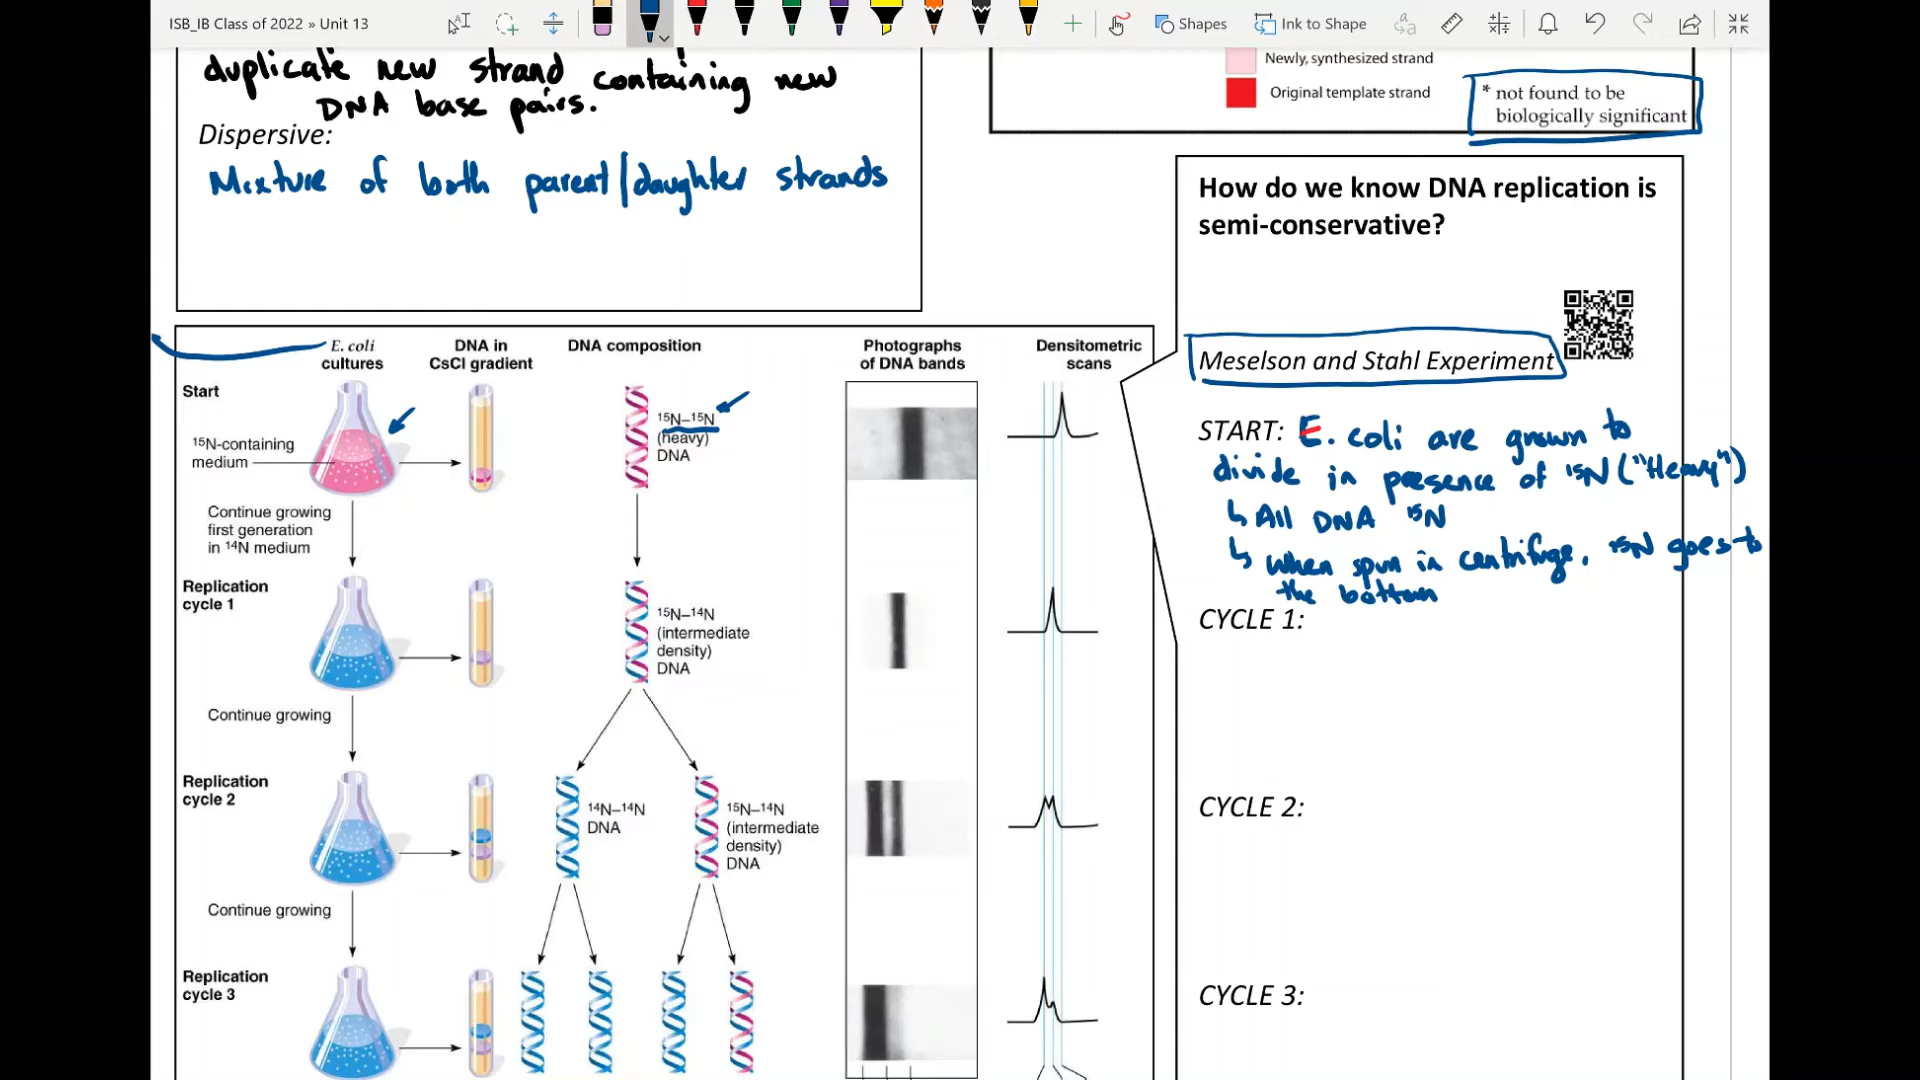 ISB_IB Class of 2022 » Unit 13
Shapes
Ink to Shape
duplicate new strand containing new
DNA base pairs.
Dispersive:
Mixture of both parent/daughter strands
Newly, synthesized strand
Original template strand
* not found to be
biologically significant
How do we know DNA replication is
semi-conservative?
Meselson and Stahl Experiment
START: E. coli are grown to
divide in presence of ¹⁵N ("Heavy")
↳ All DNA ¹⁵N
↳ When spun in centrifuge, ¹⁵N goes to
the bottom
CYCLE 1:
CYCLE 2:
CYCLE 3:
E. coli
cultures
DNA in
CsCl gradient
DNA composition
Photographs
of DNA bands
Densitometric
scans
Start
¹⁵N-containing
medium
¹⁵N–¹⁵N
(heavy)
DNA
Continue growing
first generation
in ¹⁴N medium
Replication
cycle 1
¹⁵N–¹⁴N
(intermediate
density)
DNA
Continue growing
Replication
cycle 2
¹⁴N–¹⁴N
DNA
¹⁵N–¹⁴N
(intermediate
density)
DNA
Continue growing
Replication
cycle 3